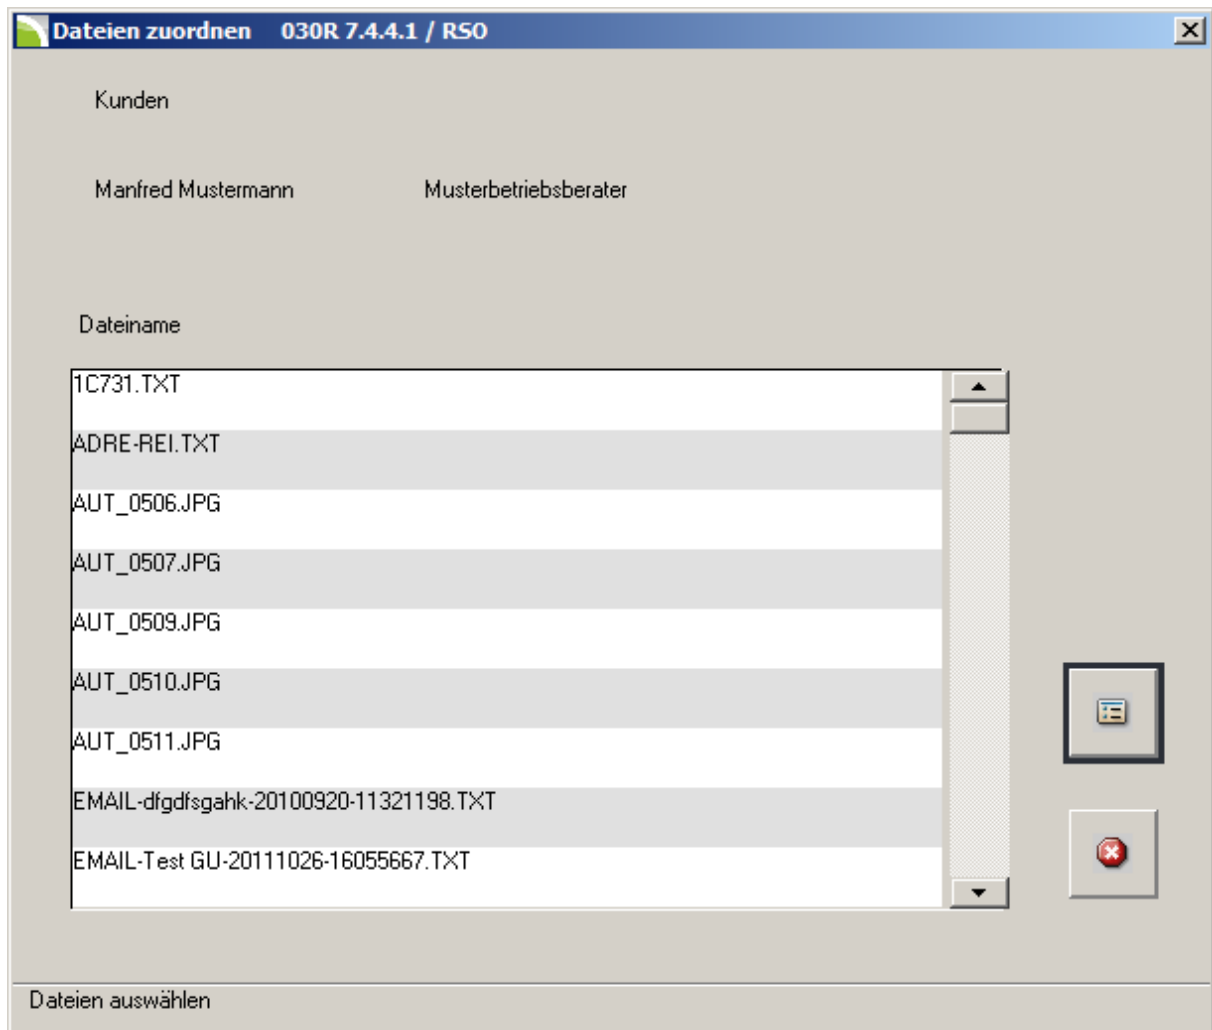 Dateien zuordnen 030R 7.4.4.1 / RSO
Kunden
Manfred Mustermann Musterbetriebsberater
Dateiname
1C731.TXT
ADRE-REI.TXT
AUT_0506.JPG
AUT_0507.JPG
AUT_0509.JPG
AUT_0510.JPG
AUT_0511.JPG
EMAIL-dfgdfsgahk-20100920-11321198.TXT
EMAIL-Test GU-20111026-16055667.TXT
Dateien auswählen